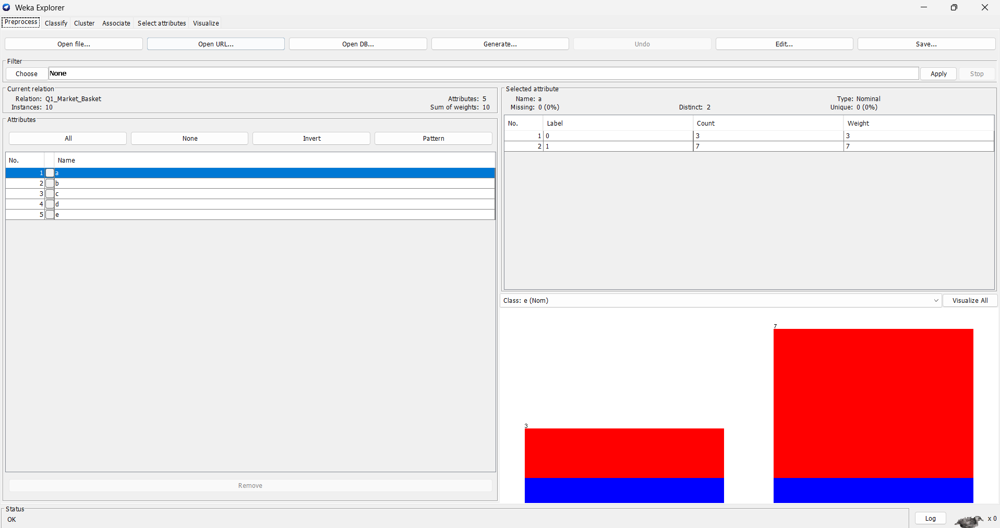 Weka Explorer
Preprocess Classify Cluster Associate Select attributes Visualize
Open file... Open URL... Open DB... Generate... Undo Edit... Save...
Filter
Choose None Apply Stop
Current relation
Relation: Q1_Market_Basket Attributes: 5
Instances: 10 Sum of weights: 10
Attributes
All None Invert Pattern
No. Name
1 a
2 b
3 c
4 d
5 e
Remove
Selected attribute
Name: a Type: Nominal
Missing: 0 (0%) Distinct: 2 Unique: 0 (0%)
No. Label Count Weight
1 0 3 3
2 1 7 7
Class: e (Nom) Visualize All
7
3
Status
OK
Log x 0